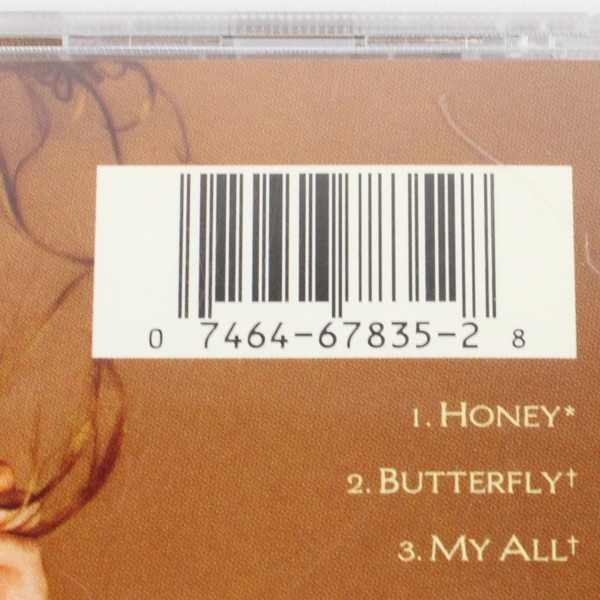 0 7464-67835-2 8
1. HONEY*
2. BUTTERFLY†
3. MY ALL†